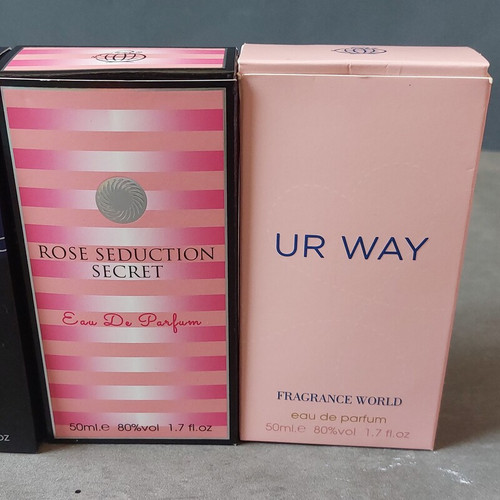 ROSE SEDUCTION
SECRET
Eau De Parfum
50ml.e 80%vol 1.7 fl.oz
UR WAY
FRAGRANCE WORLD
eau de parfum
50ml.e 80%vol 1.7 fl.oz
oz